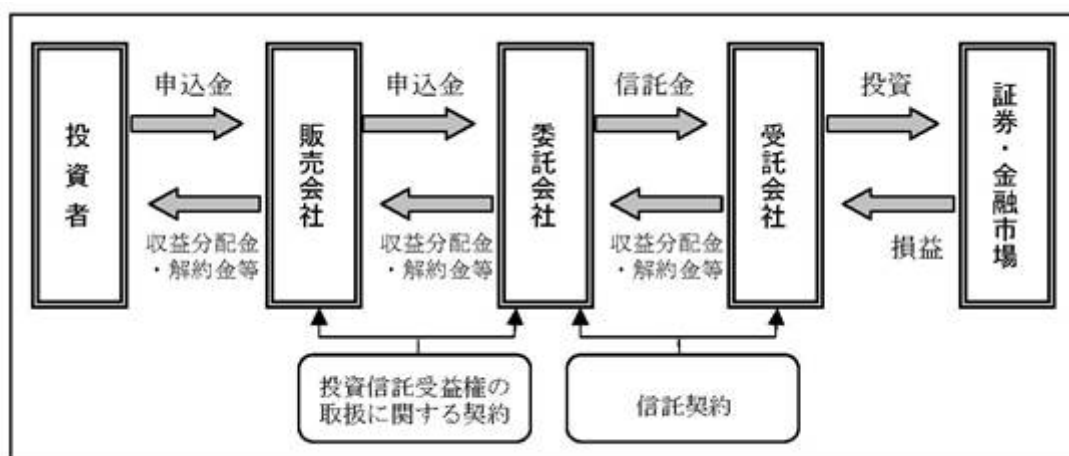 申込金
申込金
信託金
投資
投資者
販売会社
委託会社
受託会社
証券・金融市場
収益分配金
・解約金等
収益分配金
・解約金等
収益分配金
・解約金等
損益
投資信託受益権の
取扱に関する契約
信託契約